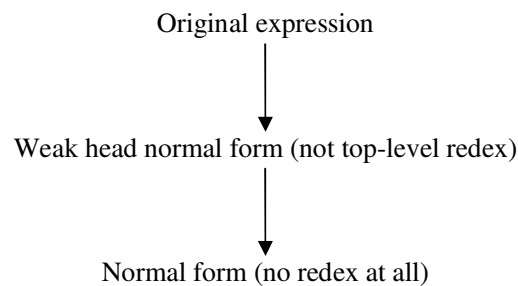 Original expression
Weak head normal form (not top-level redex)
Normal form (no redex at all)